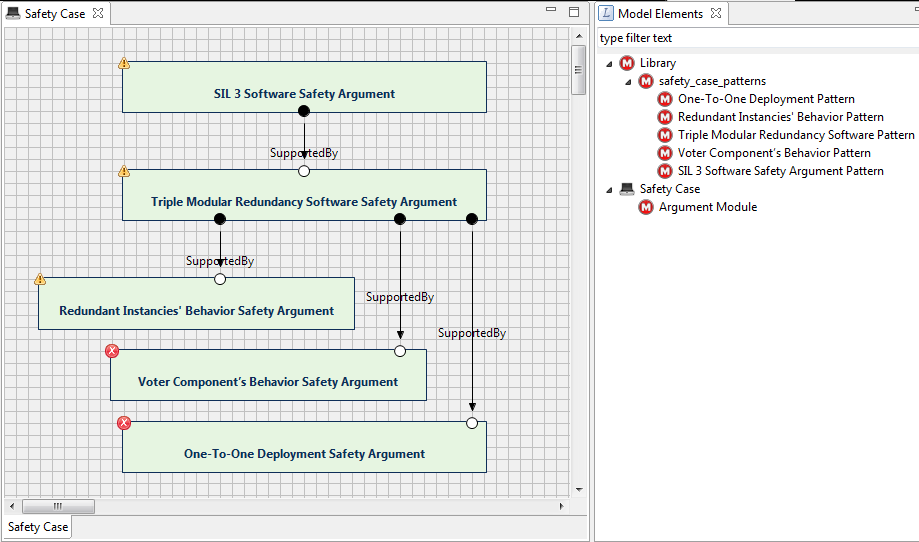 Safety Case
SIL 3 Software Safety Argument
SupportedBy
Triple Modular Redundancy Software Safety Argument
SupportedBy
Redundant Instancies' Behavior Safety Argument
SupportedBy
SupportedBy
Voter Component's Behavior Safety Argument
One-To-One Deployment Safety Argument
Safety Case
Model Elements
type filter text
Library
safety_case_patterns
One-To-One Deployment Pattern
Redundant Instancies' Behavior Pattern
Triple Modular Redundancy Software Pattern
Voter Component's Behavior Pattern
SIL 3 Software Safety Argument Pattern
Safety Case
Argument Module